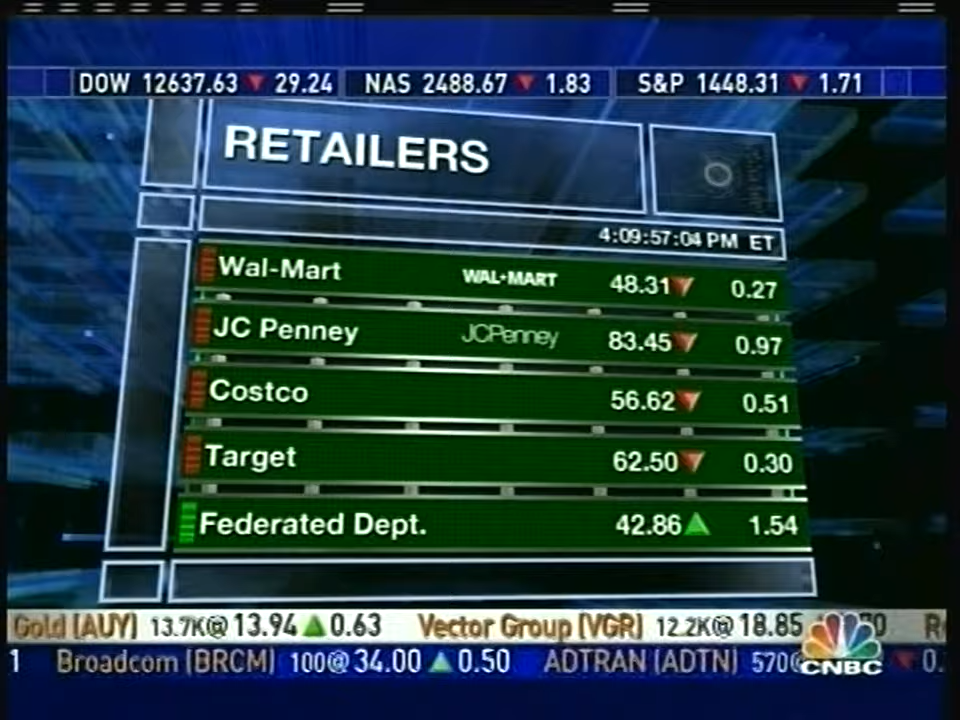 DOW 12637.63 ▼ 29.24 NAS 2488.67 ▼ 1.83 S&P 1448.31 ▼ 1.71
RETAILERS
4:09:57:04 PM ET
Wal-Mart WAL*MART 48.31 ▼ 0.27
JC Penney JCPenney 83.45 ▼ 0.97
Costco 56.62 ▼ 0.51
Target 62.50 ▼ 0.30
Federated Dept. 42.86 ▲ 1.54
Gold (AUY) 13.7K@ 13.94 ▲ 0.63 Vector Group (VGR) 12.2K@ 18.85
1 Broadcom (BRCM) 100@ 34.00 ▲ 0.50 ADTRAN (ADTN) 570@ ▼ 0.
CNBC